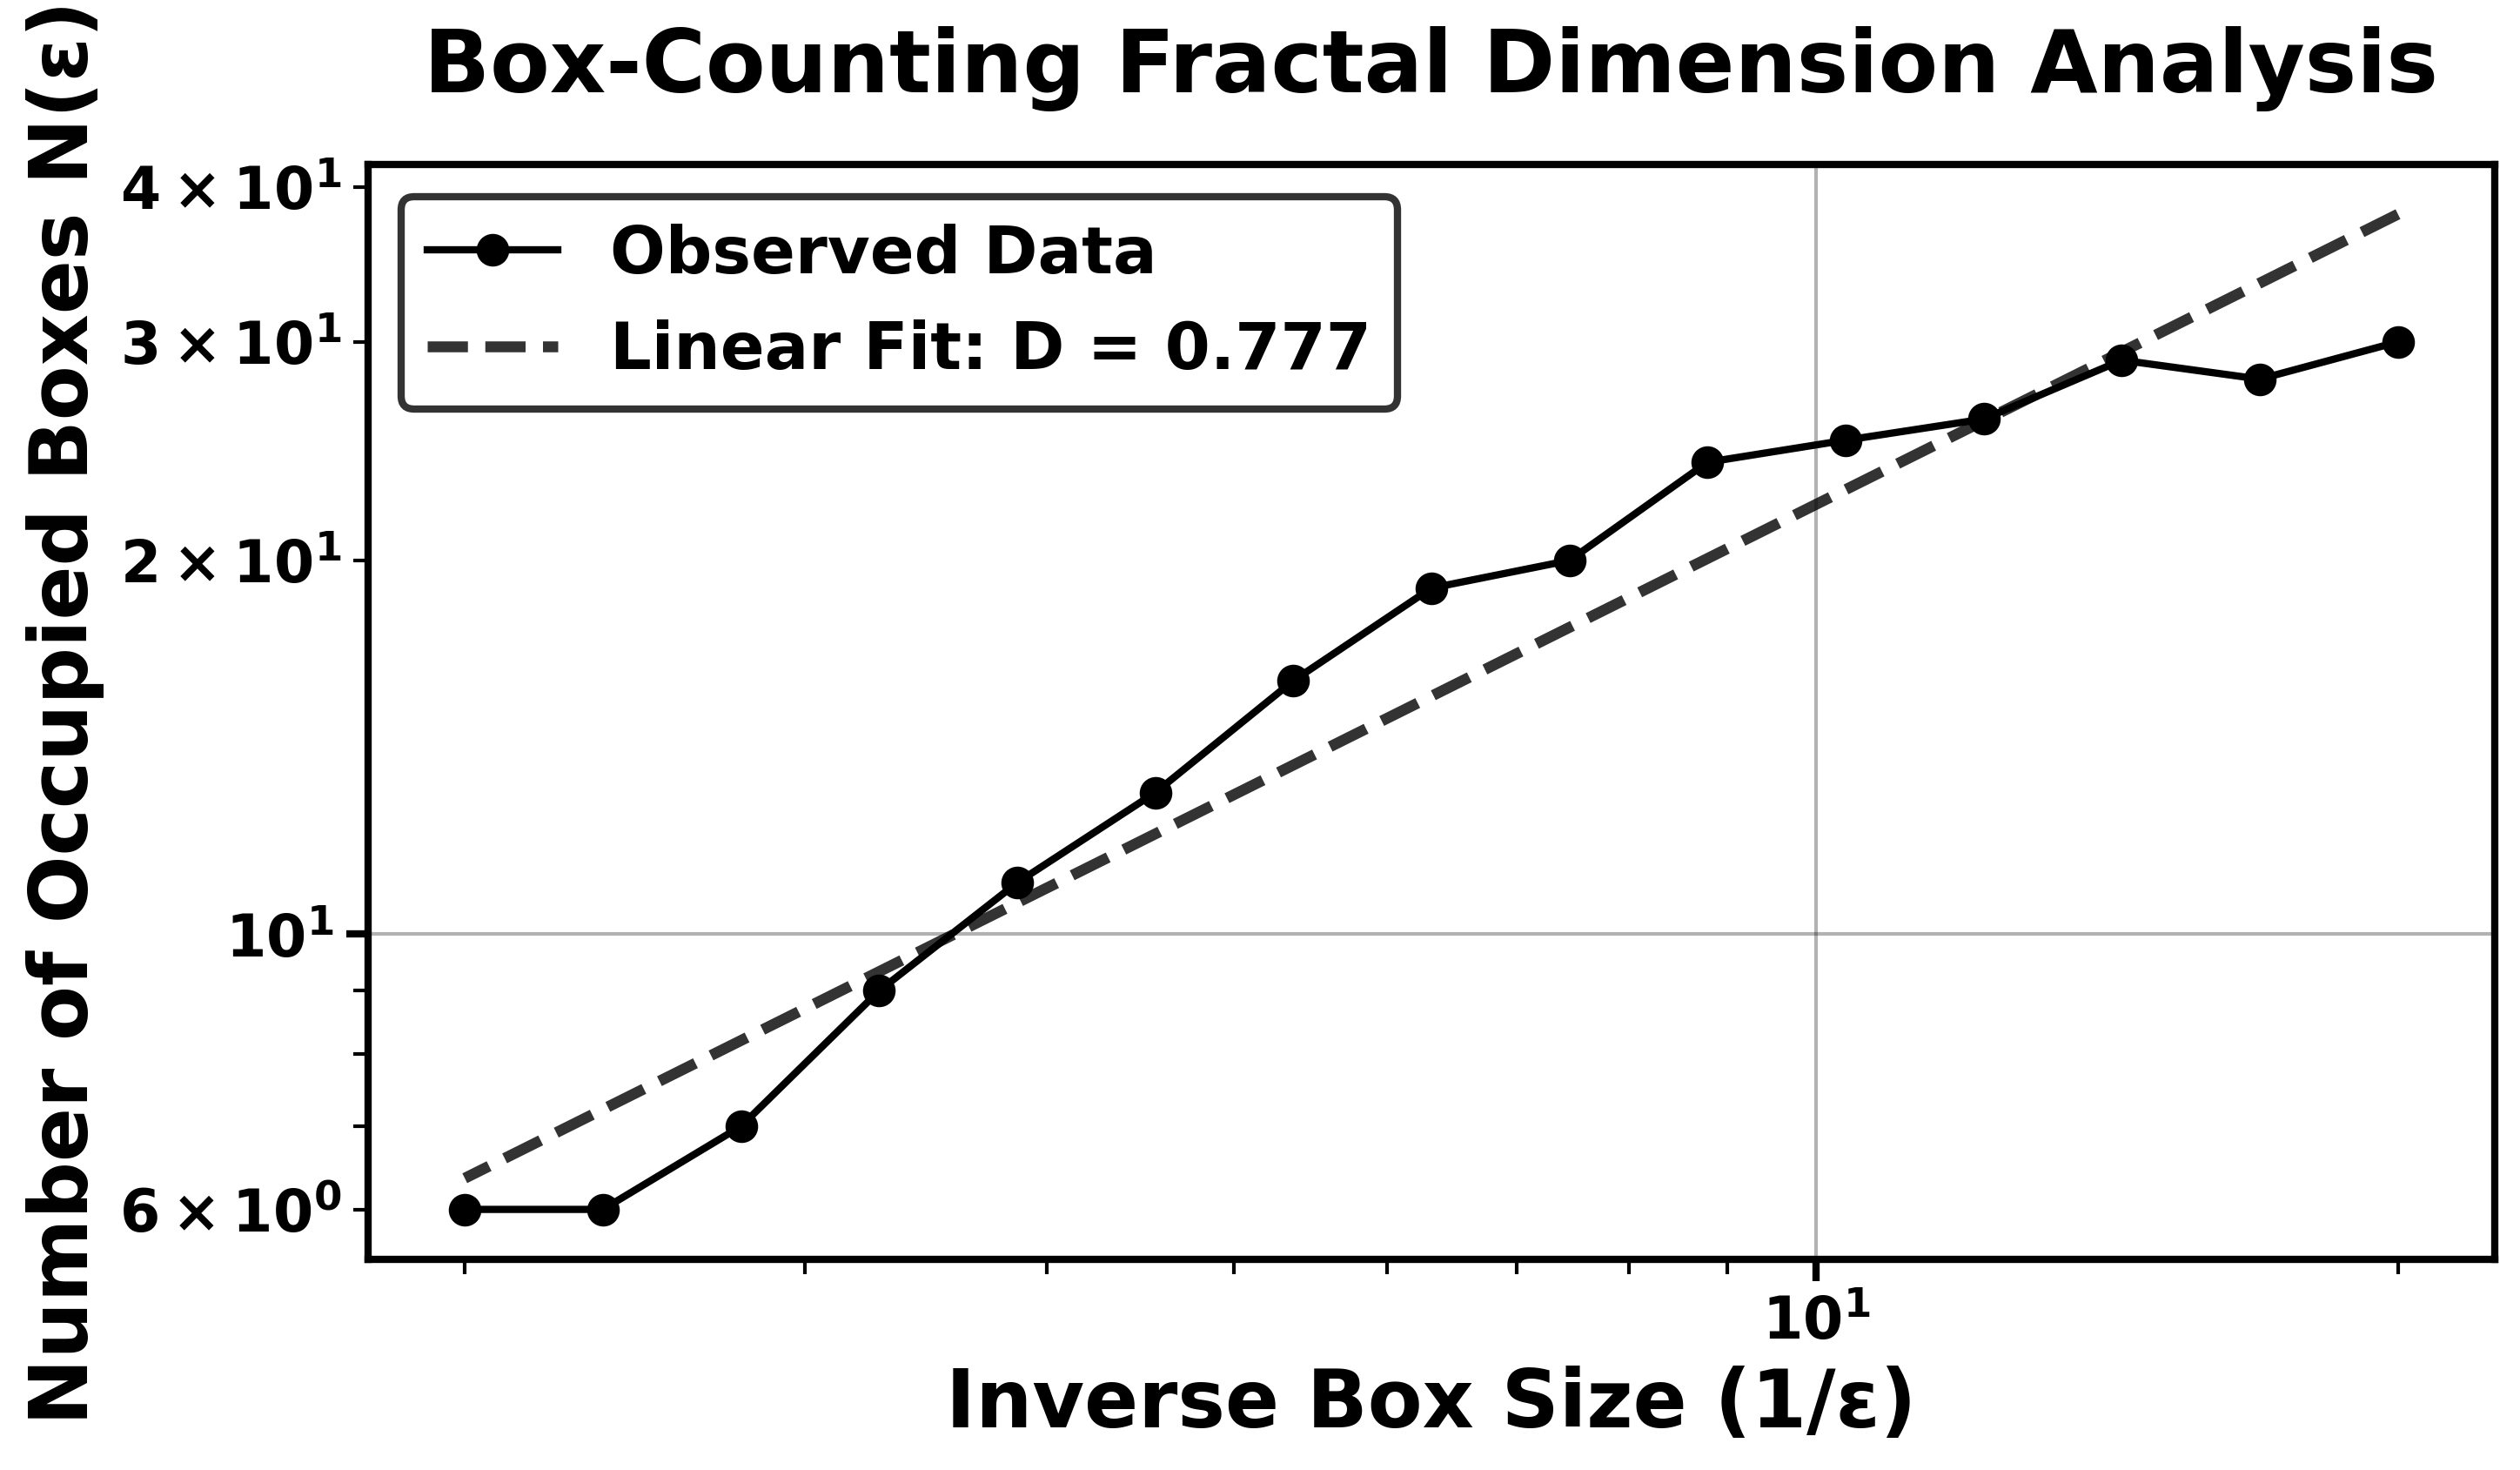 Box-Counting Fractal Dimension Analysis
Number of Occupied Boxes N(ε)
4 × 10¹
3 × 10¹
2 × 10¹
10¹
6 × 10⁰
Observed Data
Linear Fit: D = 0.777
10¹
Inverse Box Size (1/ε)